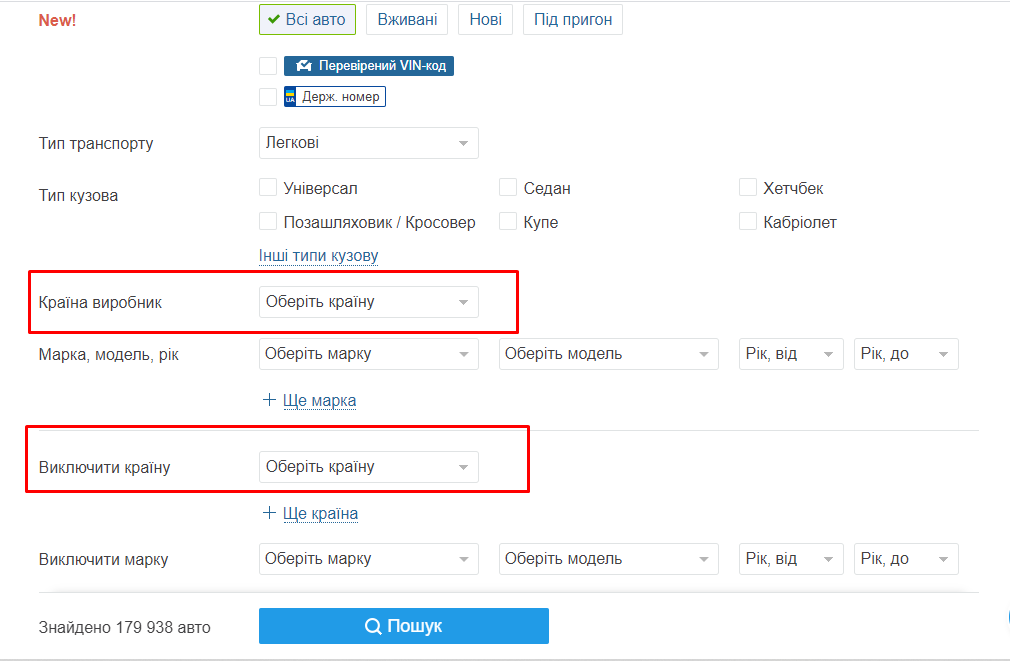 New! Всі авто Вживані Нові Під пригон
Перевірений VIN-код
UA Держ. номер
Тип транспорту Легкові
Тип кузова Універсал Седан Хетчбек
Позашляховик / Кросовер Купе Кабріолет
Інші типи кузову
Країна виробник Оберіть країну
Марка, модель, рік Оберіть марку Оберіть модель Рік, від Рік, до
+ Ще марка
Виключити країну Оберіть країну
+ Ще країна
Виключити марку Оберіть марку Оберіть модель Рік, від Рік, до
Знайдено 179 938 авто Пошук